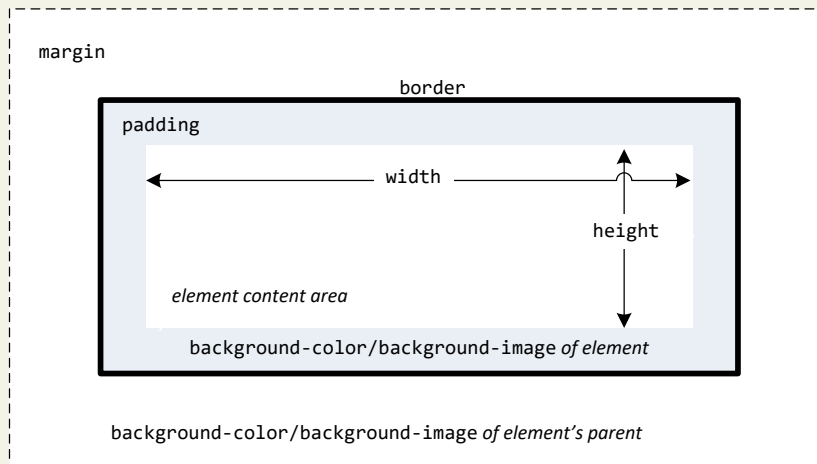 margin
border
padding
width
height
element content area
background-color/background-image of element
background-color/background-image of element’s parent